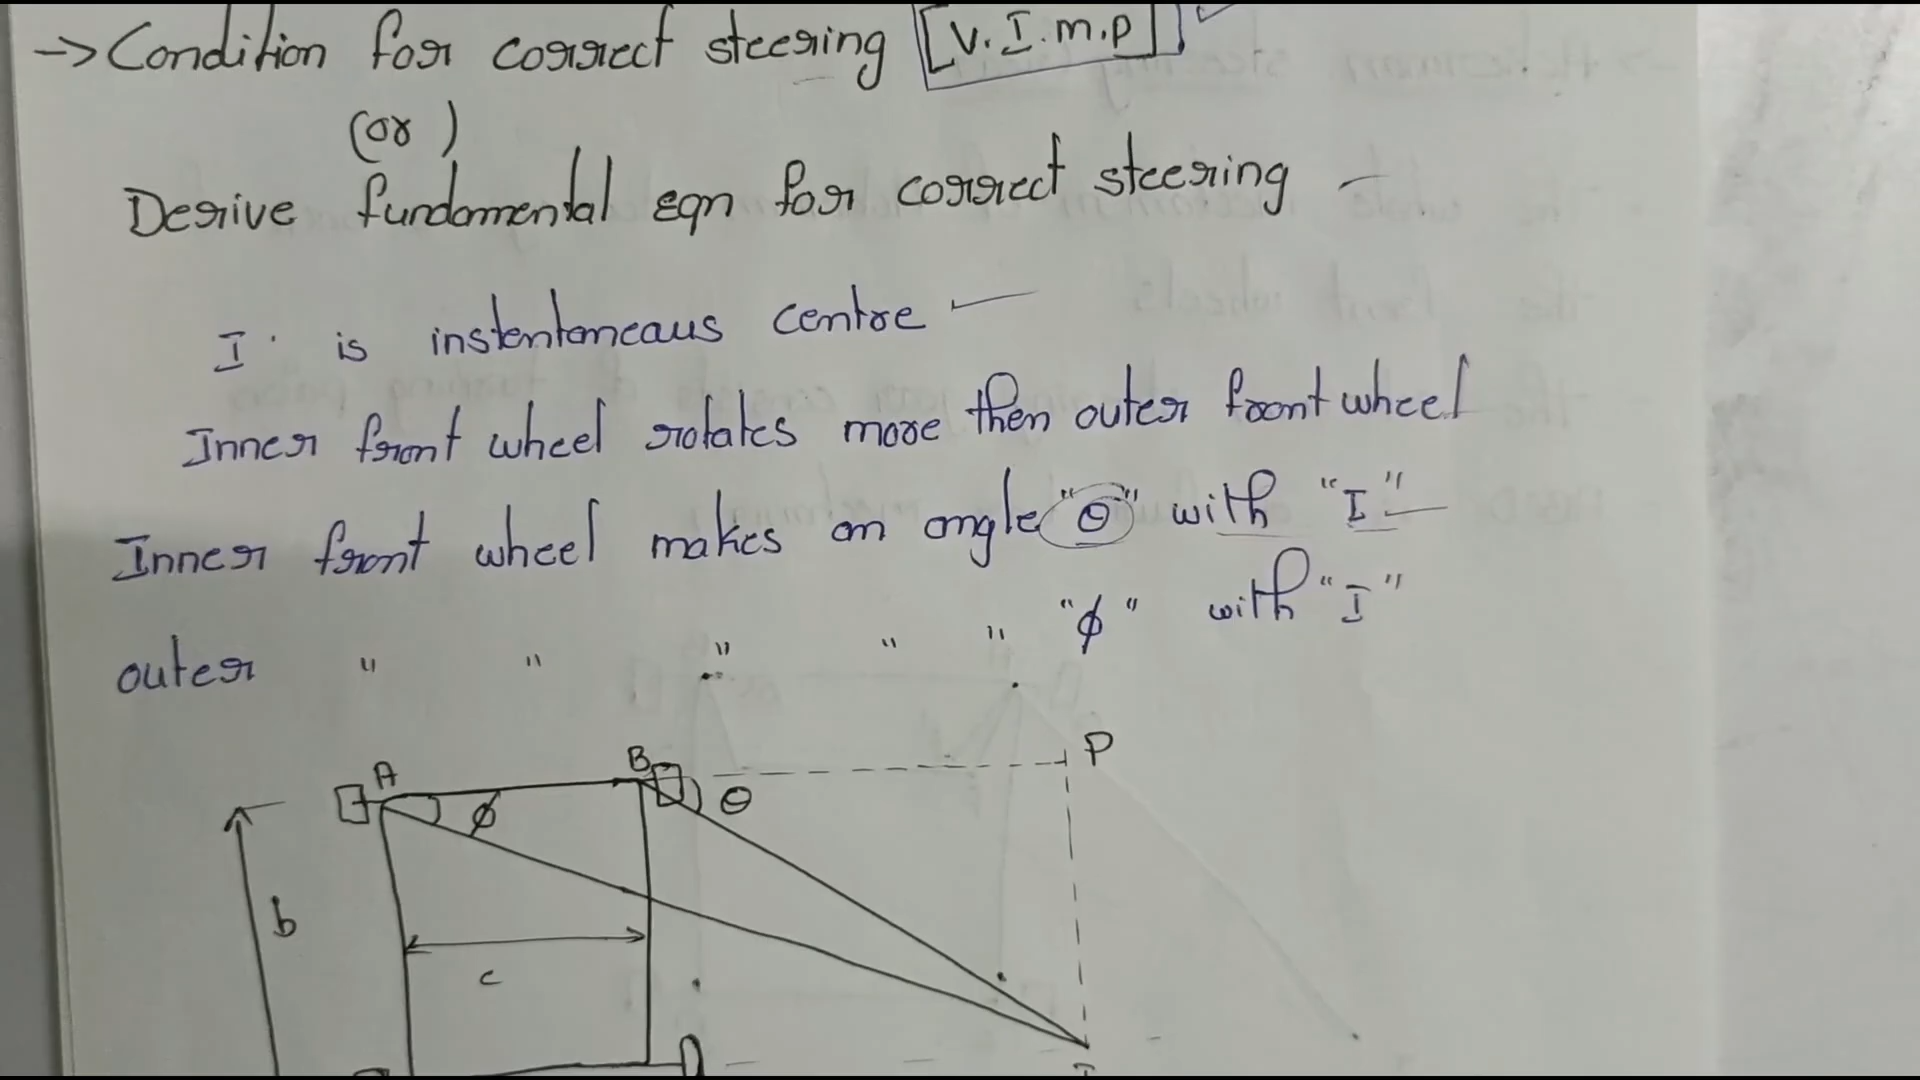 → Condition for correct steering [V.I.m.p]
(or)
Derive fundamental eqn for correct steering
I is instentaneaus centre
Inner front wheel rotates more then outer front wheel
Inner front wheel makes an angle "θ" with "I"
outer " " " " " "ϕ" with "I"
A B P
ϕ θ
b
c